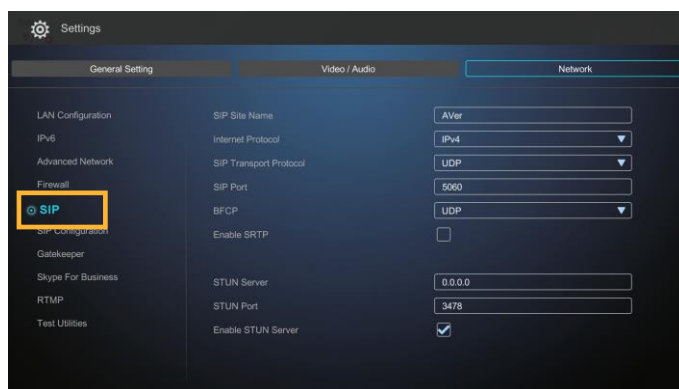 Settings
General Setting Video / Audio Network
LAN Configuration SIP Site Name AVer
IPv6 Internet Protocol IPv4
Advanced Network SIP Transport Protocol UDP
Firewall SIP Port 5060
SIP BFCP UDP
SIP Configuration Enable SRTP
Gatekeeper
Skype For Business STUN Server 0.0.0.0
RTMP STUN Port 3478
Test Utilities Enable STUN Server